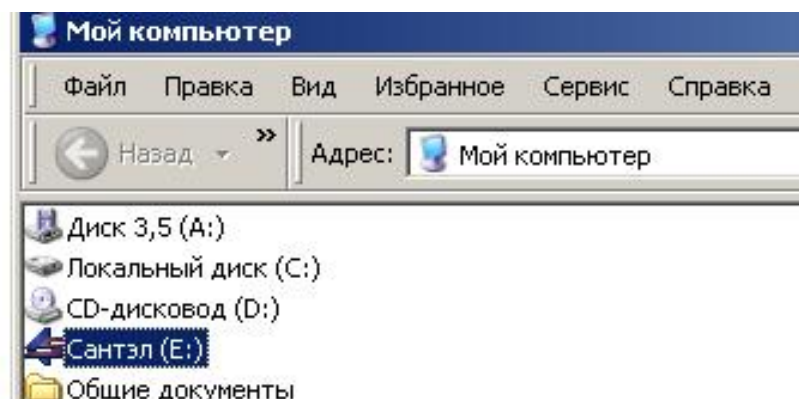 Мой компьютер
Файл Правка Вид Избранное Сервис Справка
Назад » Адрес: Мой компьютер
Диск 3,5 (A:)
Локальный диск (C:)
CD-дисковод (D:)
Сантэл (E:)
Общие документы